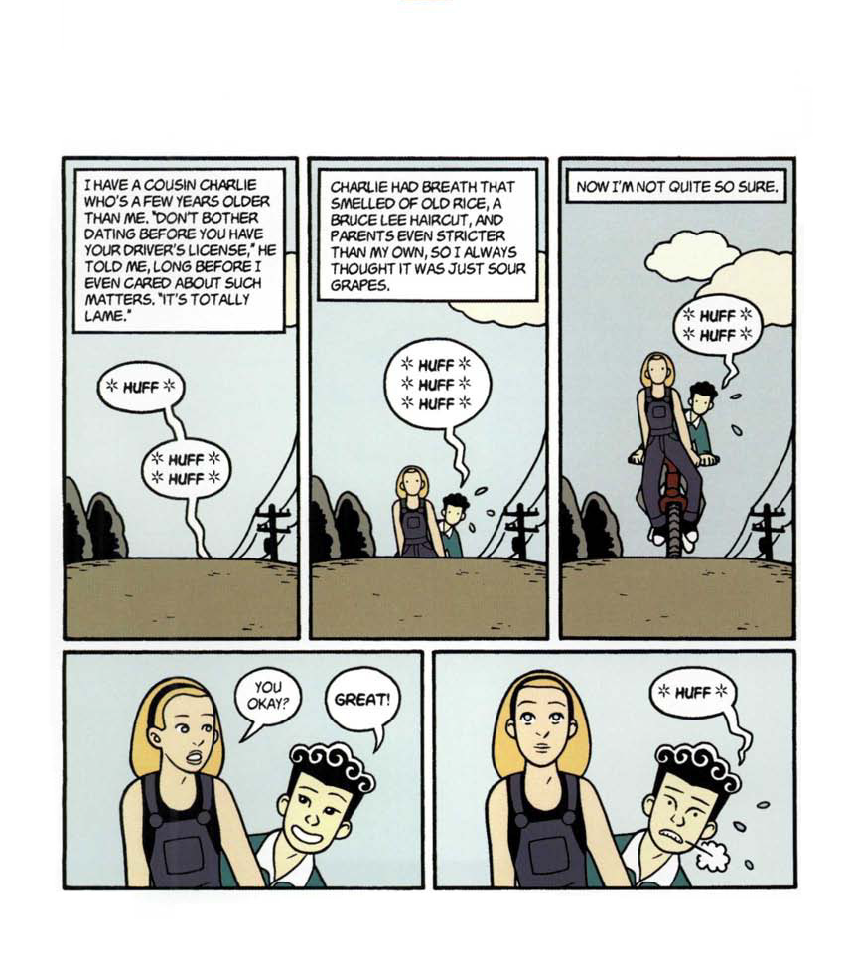 I HAVE A COUSIN CHARLIE
WHO'S A FEW YEARS OLDER
THAN ME. "DON'T BOTHER
DATING BEFORE YOU HAVE
YOUR DRIVER'S LICENSE," HE
TOLD ME, LONG BEFORE I
EVEN CARED ABOUT SUCH
MATTERS. "IT'S TOTALLY
LAME."
* HUFF *
* HUFF *
* HUFF *
CHARLIE HAD BREATH THAT
SMELLED OF OLD RICE, A
BRUCE LEE HAIRCUT, AND
PARENTS EVEN STRICTER
THAN MY OWN, SO I ALWAYS
THOUGHT IT WAS JUST SOUR
GRAPES.
* HUFF *
* HUFF *
* HUFF *
NOW I'M NOT QUITE SO SURE.
* HUFF *
* HUFF *
YOU
OKAY?
GREAT!
* HUFF *